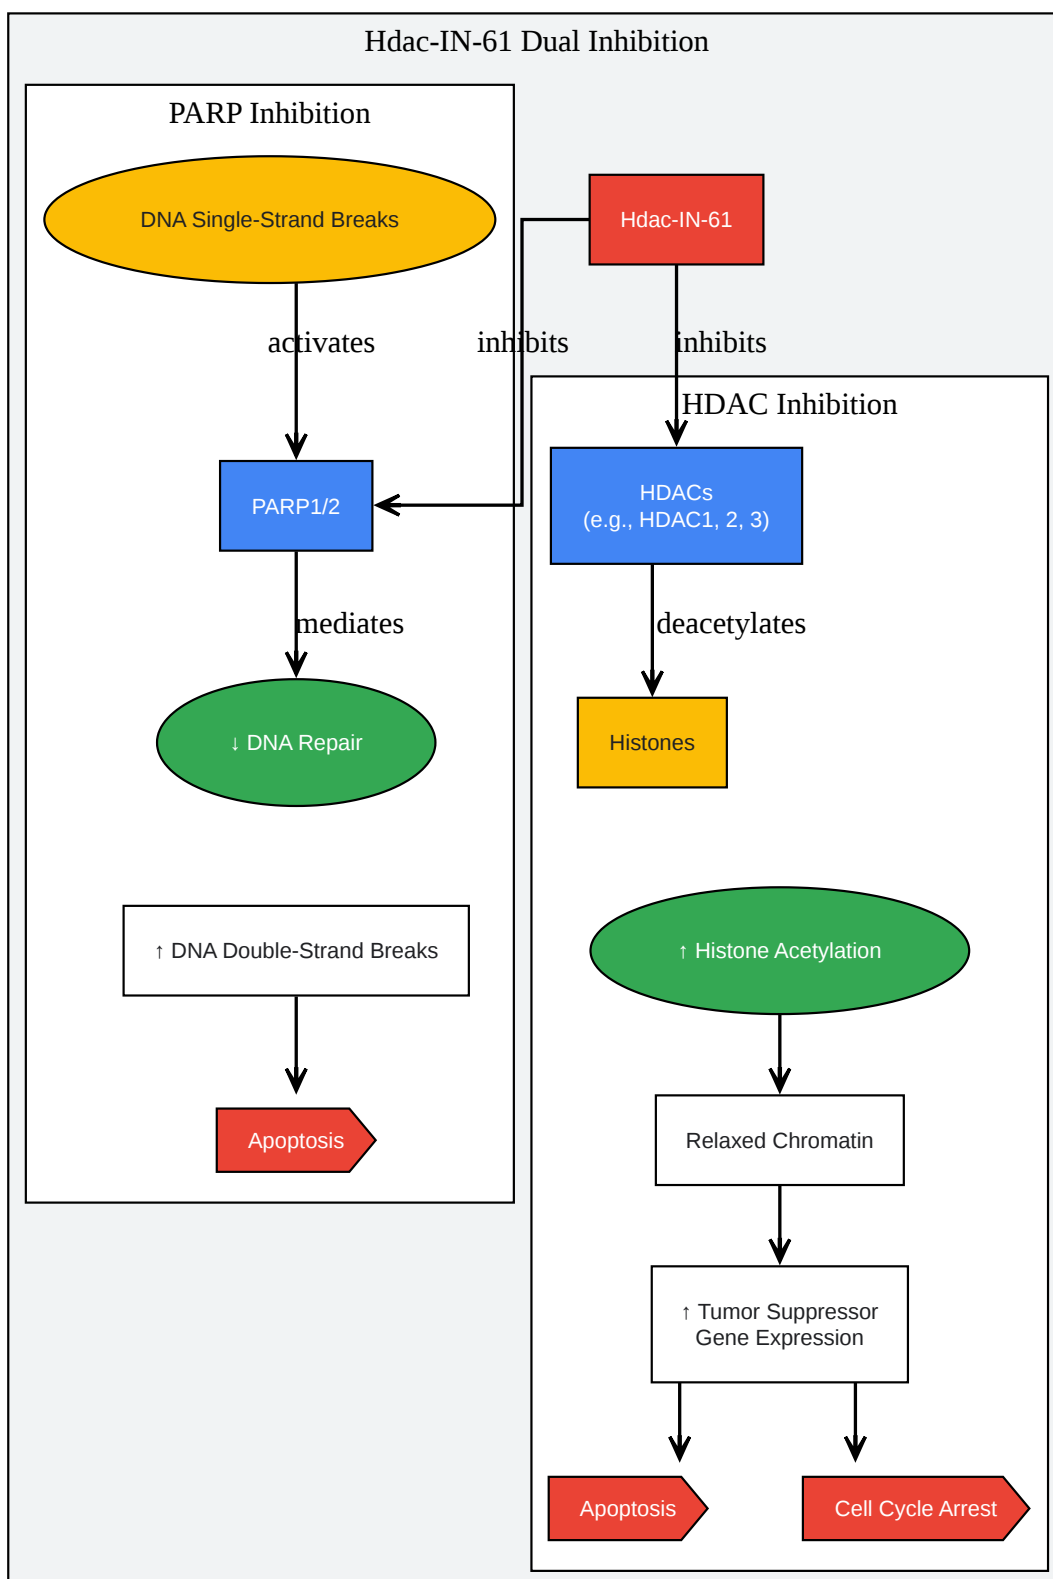 Hdac-IN-61 Dual Inhibition
PARP Inhibition
DNA Single-Strand Breaks
Hdac-IN-61
activates
inhibits
inhibits
HDAC Inhibition
PARP1/2
HDACs
(e.g., HDAC1, 2, 3)
mediates
deacetylates
↓ DNA Repair
Histones
↑ DNA Double-Strand Breaks
↑ Histone Acetylation
Apoptosis
Relaxed Chromatin
↑ Tumor Suppressor
Gene Expression
Apoptosis
Cell Cycle Arrest